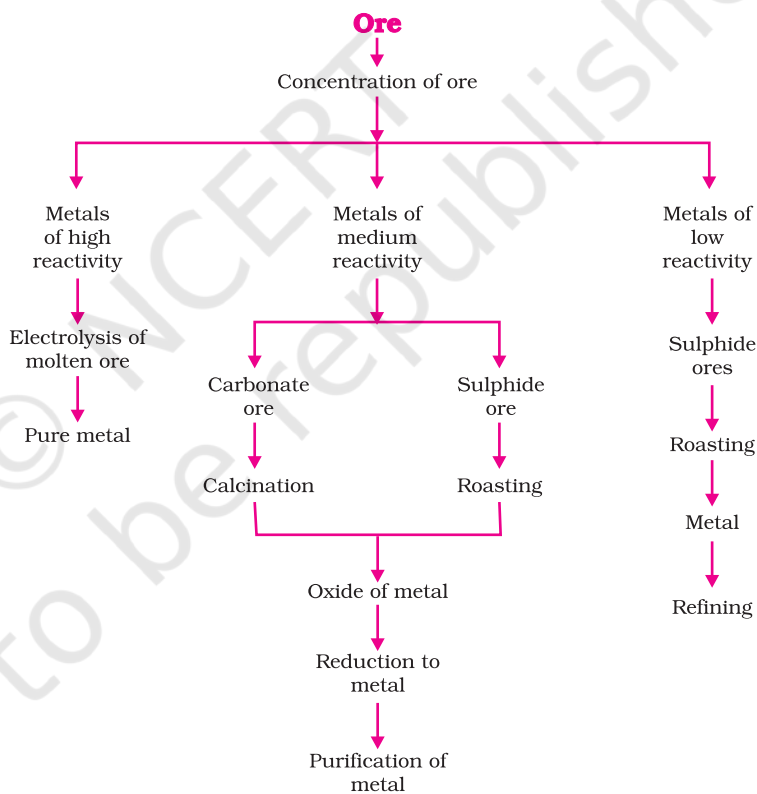 Ore
Concentration of ore
Metals
of high
reactivity
Electrolysis of
molten ore
Pure metal
Metals of
medium
reactivity
Carbonate
ore
Calcination
Sulphide
ore
Roasting
Oxide of metal
Reduction to
metal
Purification of
metal
Metals of
low
reactivity
Sulphide
ores
Roasting
Metal
Refining
© NCERT
to be republished